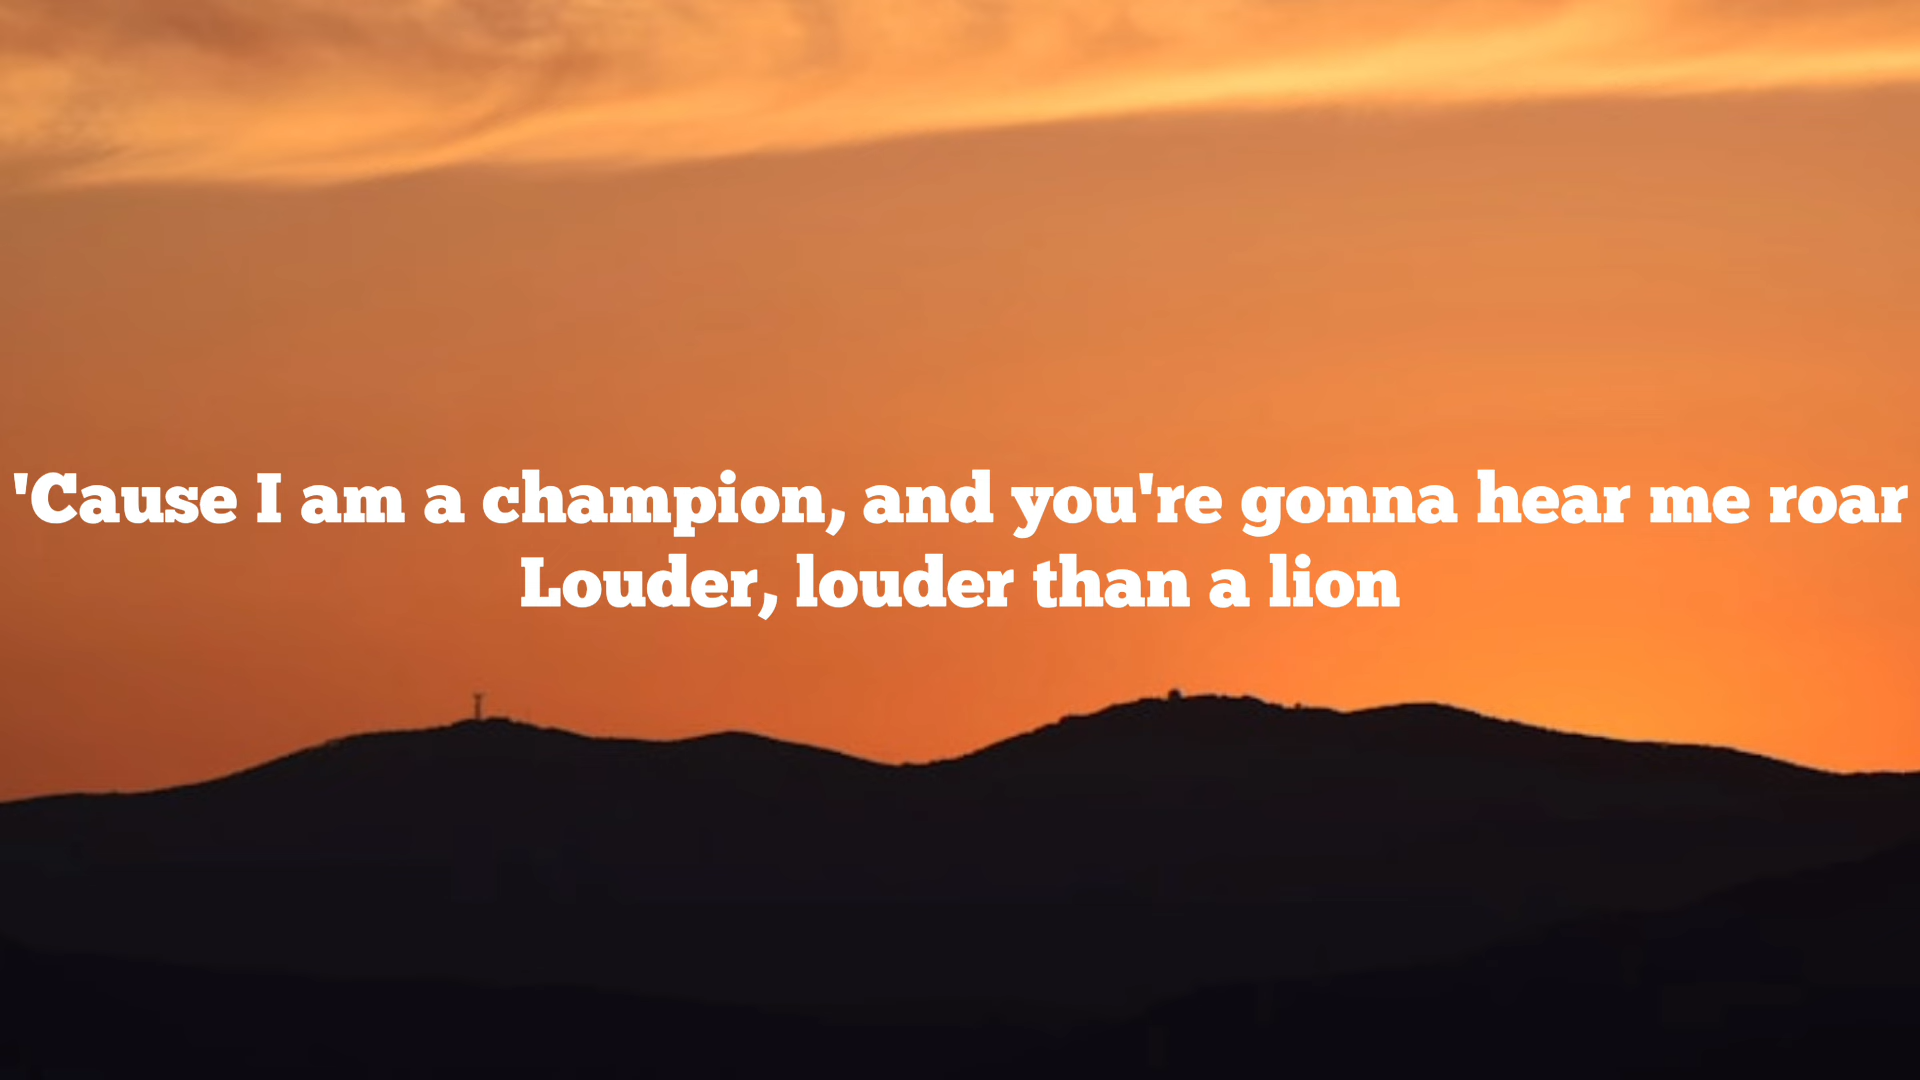 'Cause I am a champion, and you're gonna hear me roar
Louder, louder than a lion